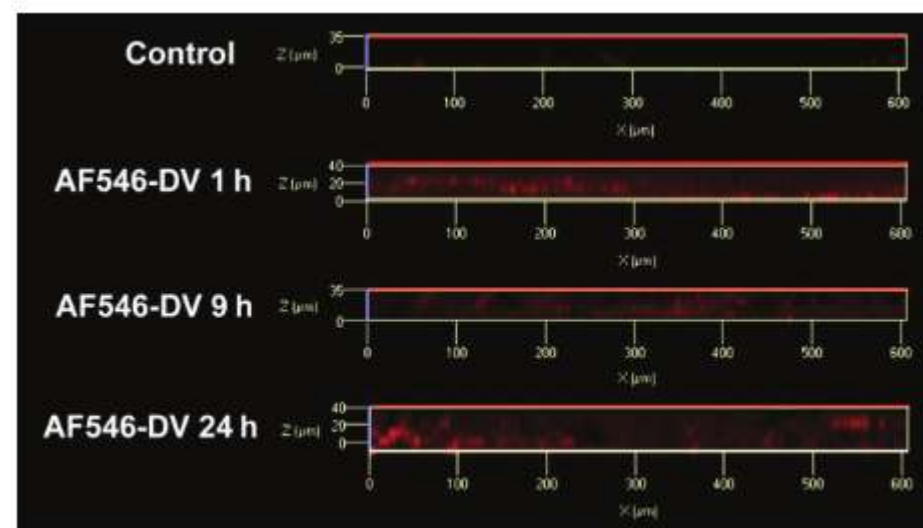 Control
Z (µm)
35
0
0 100 200 300 400 500 600
X (µm)
AF546-DV 1 h
Z (µm)
40
20
0
0 100 200 300 400 500 600
X (µm)
AF546-DV 9 h
Z (µm)
35
0
0 100 200 300 400 500 600
X (µm)
AF546-DV 24 h
Z (µm)
40
20
0
0 100 200 300 400 500 600
X (µm)